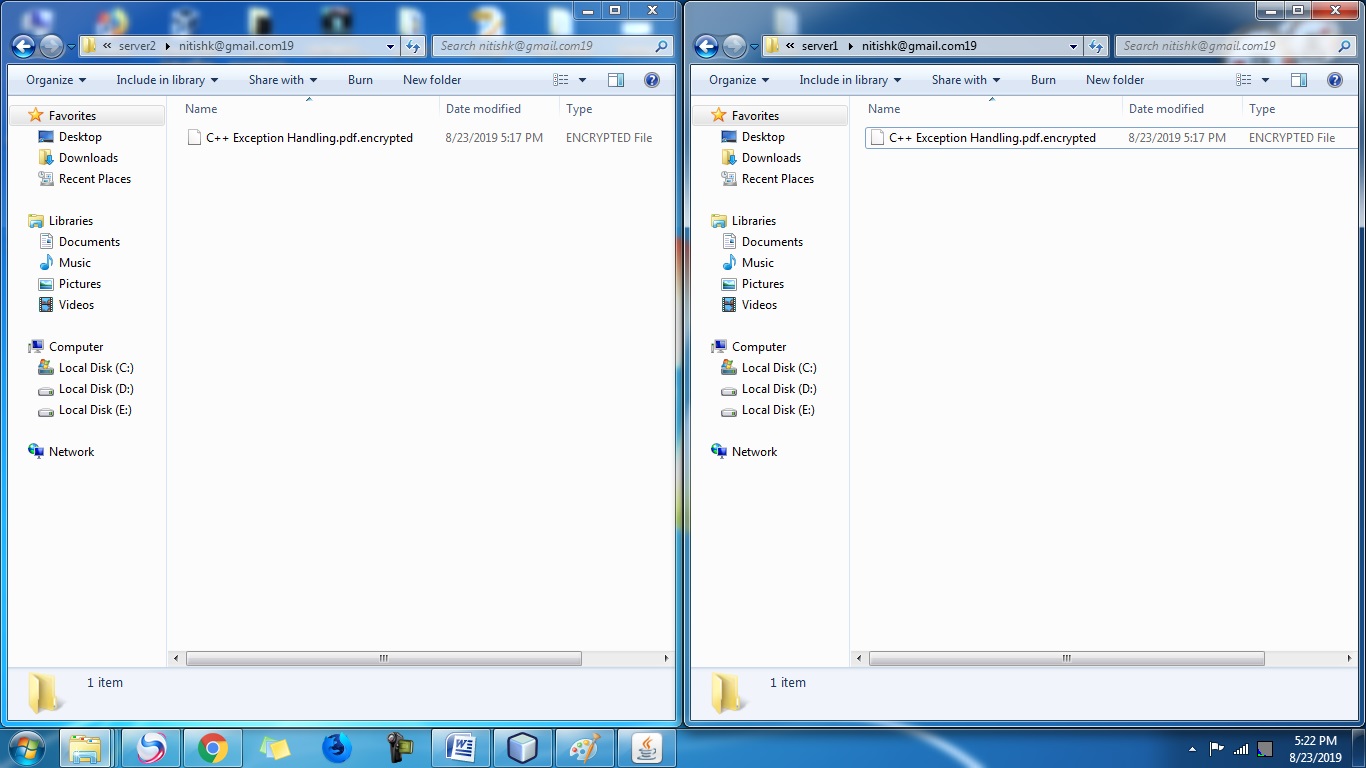 server2 nitishk@gmail.com19 Search nitishk@gmail.com19
Organize Include in library Share with Burn New folder
Favorites
Desktop
Downloads
Recent Places
Libraries
Documents
Music
Pictures
Videos
Computer
Local Disk (C:)
Local Disk (D:)
Local Disk (E:)
Network
Name Date modified Type
C++ Exception Handling.pdf.encrypted 8/23/2019 5:17 PM ENCRYPTED File
1 item
server1 nitishk@gmail.com19 Search nitishk@gmail.com19
Organize Include in library Share with Burn New folder
Favorites
Desktop
Downloads
Recent Places
Libraries
Documents
Music
Pictures
Videos
Computer
Local Disk (C:)
Local Disk (D:)
Local Disk (E:)
Network
Name Date modified Type
C++ Exception Handling.pdf.encrypted 8/23/2019 5:17 PM ENCRYPTED File
1 item
5:22 PM
8/23/2019